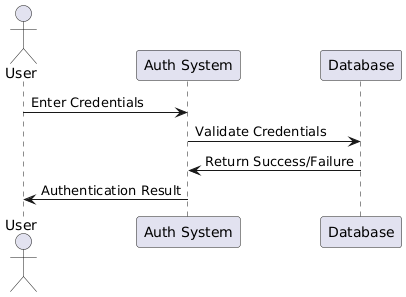 User
Auth System
Database
Enter Credentials
Validate Credentials
Return Success/Failure
Authentication Result
User
Auth System
Database